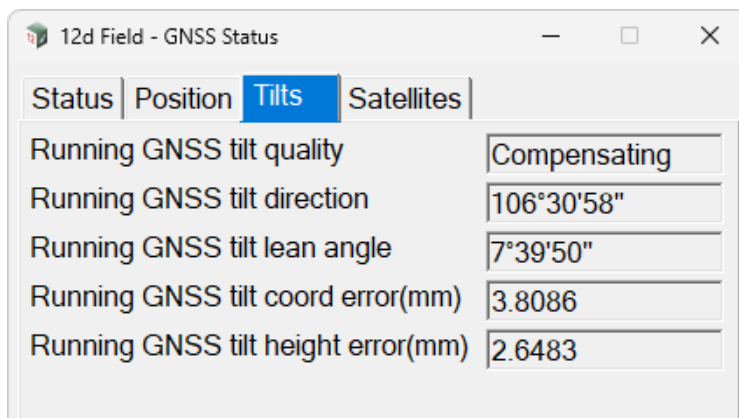 12d Field - GNSS Status
Status Position Tilts Satellites
Running GNSS tilt quality Compensating
Running GNSS tilt direction 106°30'58"
Running GNSS tilt lean angle 7°39'50"
Running GNSS tilt coord error(mm) 3.8086
Running GNSS tilt height error(mm) 2.6483